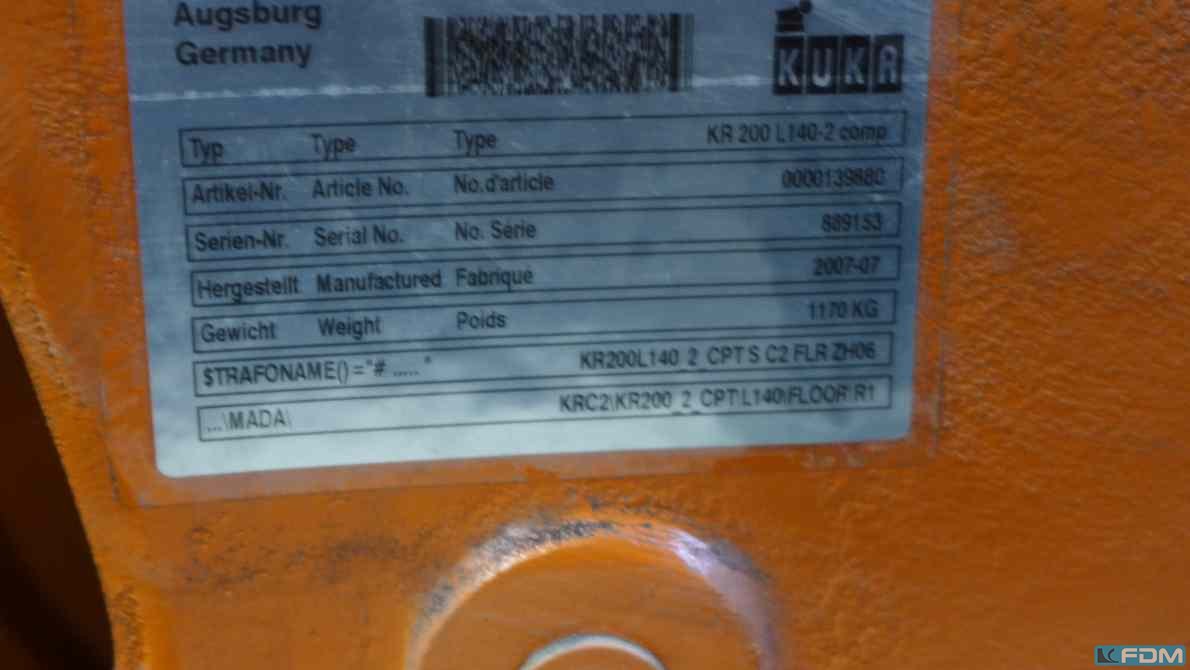 Augsburg
Germany
KUKA
Typ Type Type KR 200 L140-2 comp
Artikel-Nr. Article No. No.d'article 0000139880
Serien-Nr. Serial No. No. Série 889153
Hergestellt Manufactured Fabriqué 2007-07
Gewicht Weight Poids 1170 KG
$TRAFONAME()="# ....." KR200L140_2_CPT S C2 FLR ZH06
...\MADA\ KRC2\KR200_2_CPT\L140\FLOOR\R1
FDM